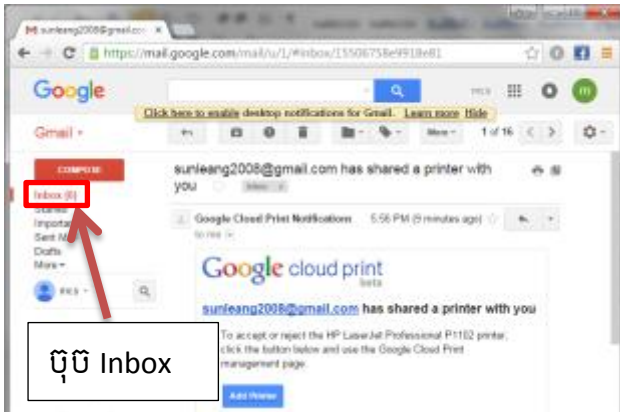 sunleang2008@gmail.co
https://mail.google.com/mail/u/1/#inbox/15506758e9918e81
Google
Click here to enable desktop notifications for Gmail. Learn more Hide
Gmail
More
1 of 16
COMPOSE
sunleang2008@gmail.com has shared a printer with
you
Inbox
Inbox (6)
Starred
Important
Sent M
Drafts
More
Google Cloud Print Notifications 5:56 PM (9 minutes ago)
to me
Google cloud print
beta
sunleang2008@gmail.com has shared a printer with you
To accept or reject the HP LaserJet Professional P1102 printer,
click the button below and use the Google Cloud Print
management page.
Add Printer
ប៊ុប Inbox